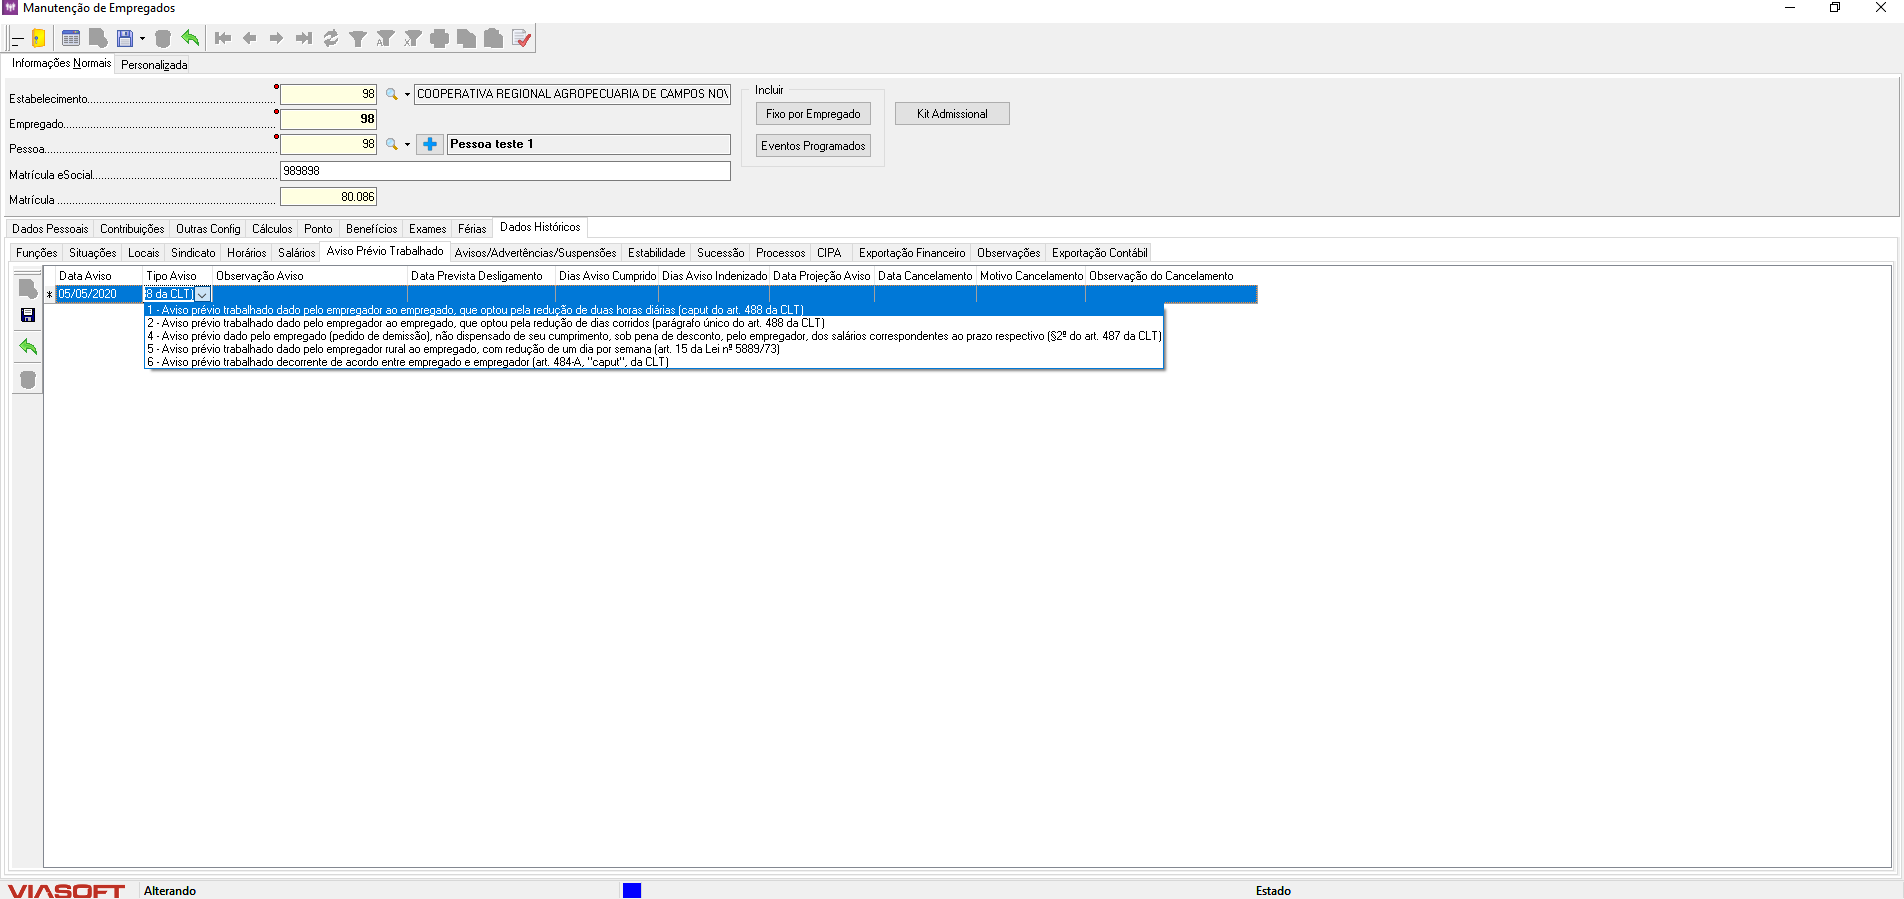 Manutenção de Empregados
Informações Normais Personalizada
Estabelecimento 98 COOPERATIVA REGIONAL AGROPECUARIA DE CAMPOS NOV
Empregado 98
Pessoa 98 Pessoa teste 1
Matrícula eSocial 989898
Matrícula 80.086
Incluir
Fixo por Empregado Kit Admissional
Eventos Programados
Dados Pessoais Contribuições Outras Config Cálculos Ponto Benefícios Exames Férias Dados Históricos
Funções Situações Locais Sindicato Horários Salários Aviso Prévio Trabalhado Avisos/Advertências/Suspensões Estabilidade Sucessão Processos CIPA Exportação Financeiro Observações Exportação Contábil
Data Aviso Tipo Aviso Observação Aviso Data Prevista Desligamento Dias Aviso Cumprido Dias Aviso Indenizado Data Projeção Aviso Data Cancelamento Motivo Cancelamento Observação do Cancelamento
* 05/05/2020 8 da CLT)
1 - Aviso prévio trabalhado dado pelo empregador ao empregado, que optou pela redução de duas horas diárias (caput do art. 488 da CLT)
2 - Aviso prévio trabalhado dado pelo empregador ao empregado, que optou pela redução de dias corridos (parágrafo único do art. 488 da CLT)
4 - Aviso prévio dado pelo empregado (pedido de demissão), não dispensado de seu cumprimento, sob pena de desconto, pelo empregador, dos salários correspondentes ao prazo respectivo (§2º do art. 487 da CLT)
5 - Aviso prévio trabalhado dado pelo empregador rural ao empregado, com redução de um dia por semana (art. 15 da Lei nº 5889/73)
6 - Aviso prévio trabalhado decorrente de acordo entre empregado e empregador (art. 484-A, "caput", da CLT)
VIASOFT Alterando Estado